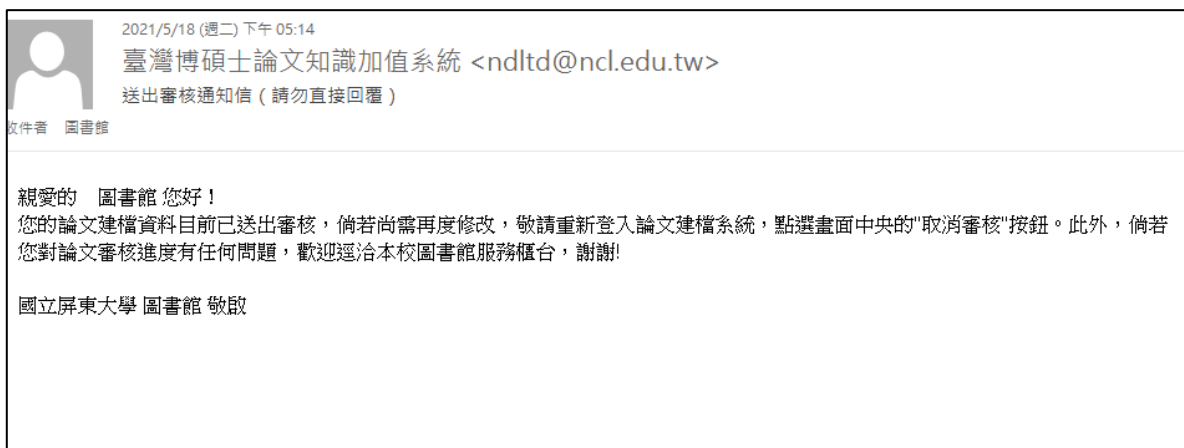 2021/5/18 (週二) 下午 05:14
臺灣博碩士論文知識加值系統 <ndltd@ncl.edu.tw>
送出審核通知信（請勿直接回覆）
收件者 圖書館
親愛的 圖書館 您好！
您的論文建檔資料目前已送出審核，倘若尚需再度修改，敬請重新登入論文建檔系統，點選畫面中央的"取消審核"按鈕。此外，倘若
您對論文審核進度有任何問題，歡迎逕洽本校圖書館服務櫃台，謝謝!
國立屏東大學 圖書館 敬啟